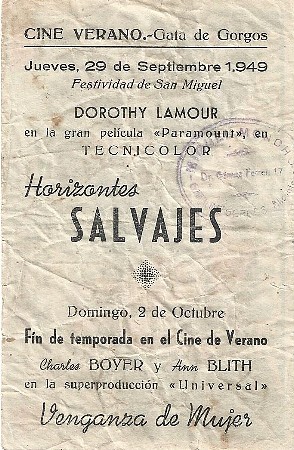 CINE VERANO.-Gata de Gorgos
Jueves, 29 de Septiembre 1.949
Festividad de San Miguel
DOROTHY LAMOUR
en la gran película «Paramount», en
TECNICOLOR
Horizontes
SALVAJES
Domingo, 2 de Octubre
Fín de temporada en el Cine de Verano
Charles BOYER y Ann BLITH
en la superproducción «Universal»
Venganza de Mujer